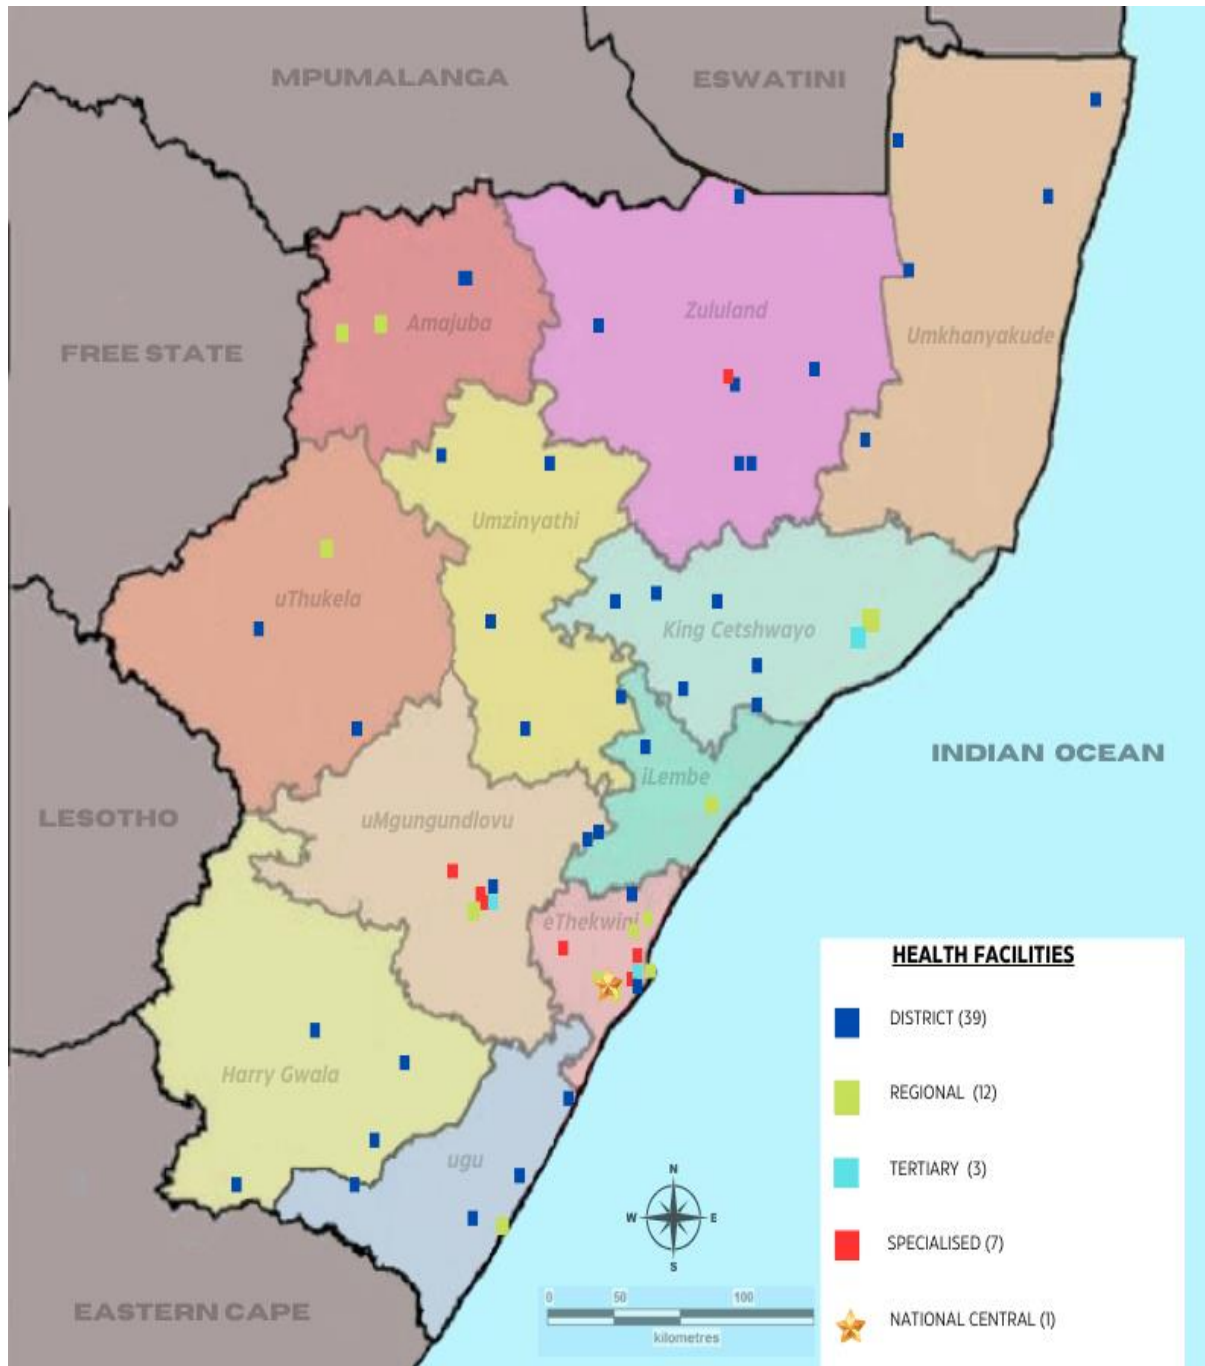 MPUMALANGA
ESWATINI
Zululand
Amajuba
Umkhanyakude
FREE STATE
Umzinyathi
uThukela
King Cetshwayo
INDIAN OCEAN
iLembe
LESOTHO
uMgungundlovu
eThekwini
Harry Gwala
ugu
EASTERN CAPE
N
W E
S
0 50 100
kilometres
HEALTH FACILITIES
DISTRICT (39)
REGIONAL (12)
TERTIARY (3)
SPECIALISED (7)
NATIONAL CENTRAL (1)